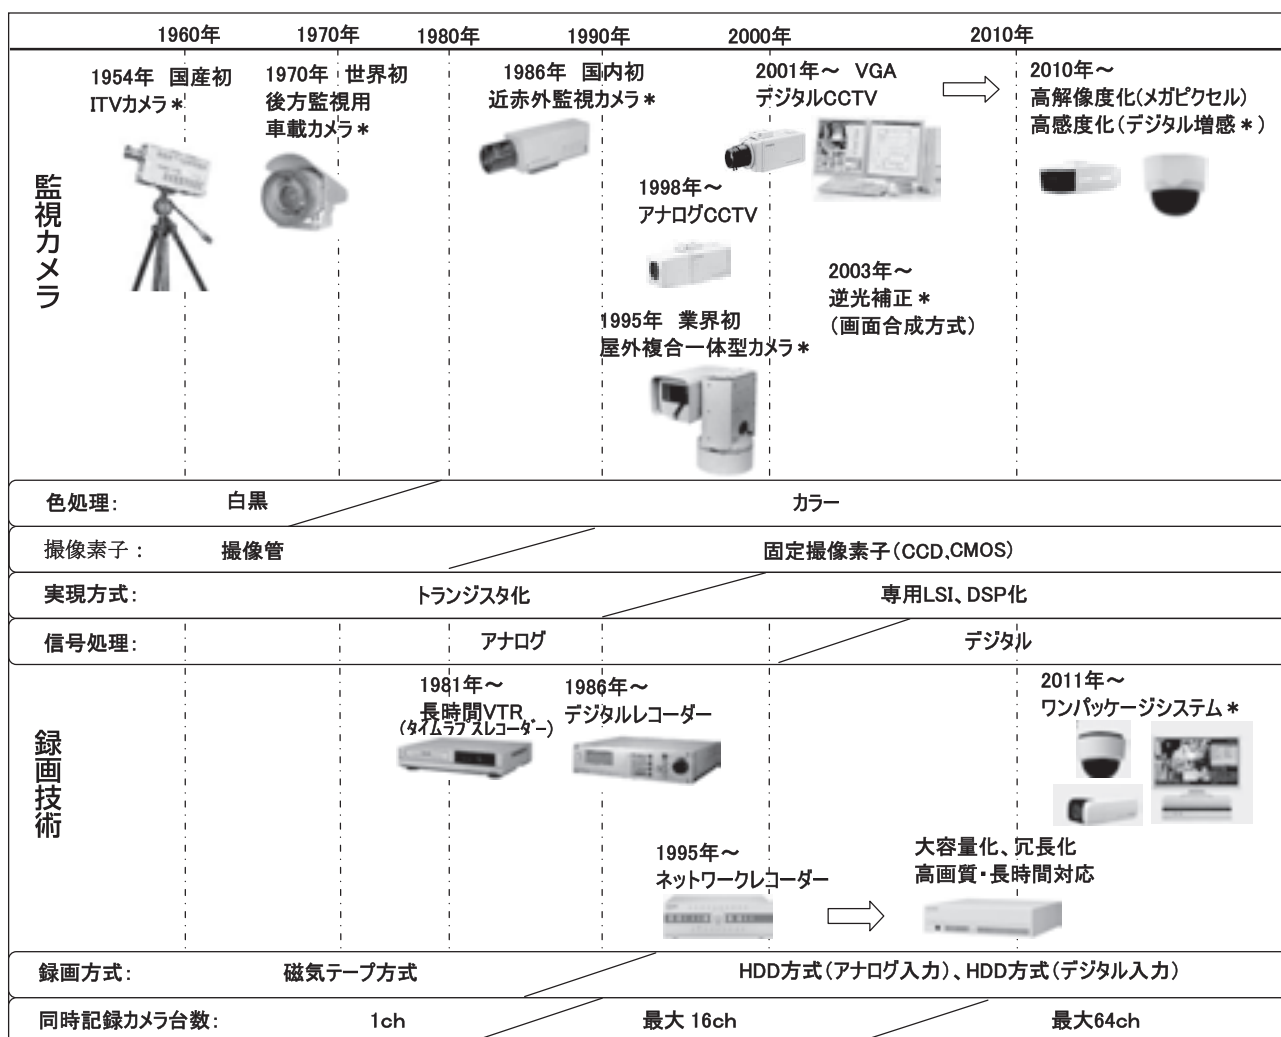 1960年 1970年 1980年 1990年 2000年 2010年
監視カメラ
1954年 国産初
ITVカメラ*
1970年 世界初
後方監視用
車載カメラ*
1986年 国内初
近赤外監視カメラ*
2001年～ VGA
デジタルCCTV
2010年～
高解像度化(メガピクセル)
高感度化(デジタル増感*)
1998年～
アナログCCTV
2003年～
逆光補正*
(画面合成方式)
1995年 業界初
屋外複合一体型カメラ*
色処理: 白黒 カラー
撮像素子: 撮像管 固定撮像素子(CCD、CMOS)
実現方式: トランジスタ化 専用LSI、DSP化
信号処理: アナログ デジタル
録画技術
1981年～
長時間VTR
(タイムラプスレコーダー)
1986年～
デジタルレコーダー
2011年～
ワンパッケージシステム*
1995年～
ネットワークレコーダー
大容量化、冗長化
高画質・長時間対応
録画方式: 磁気テープ方式 HDD方式(アナログ入力)、HDD方式(デジタル入力)
同時記録カメラ台数: 1ch 最大 16ch 最大64ch